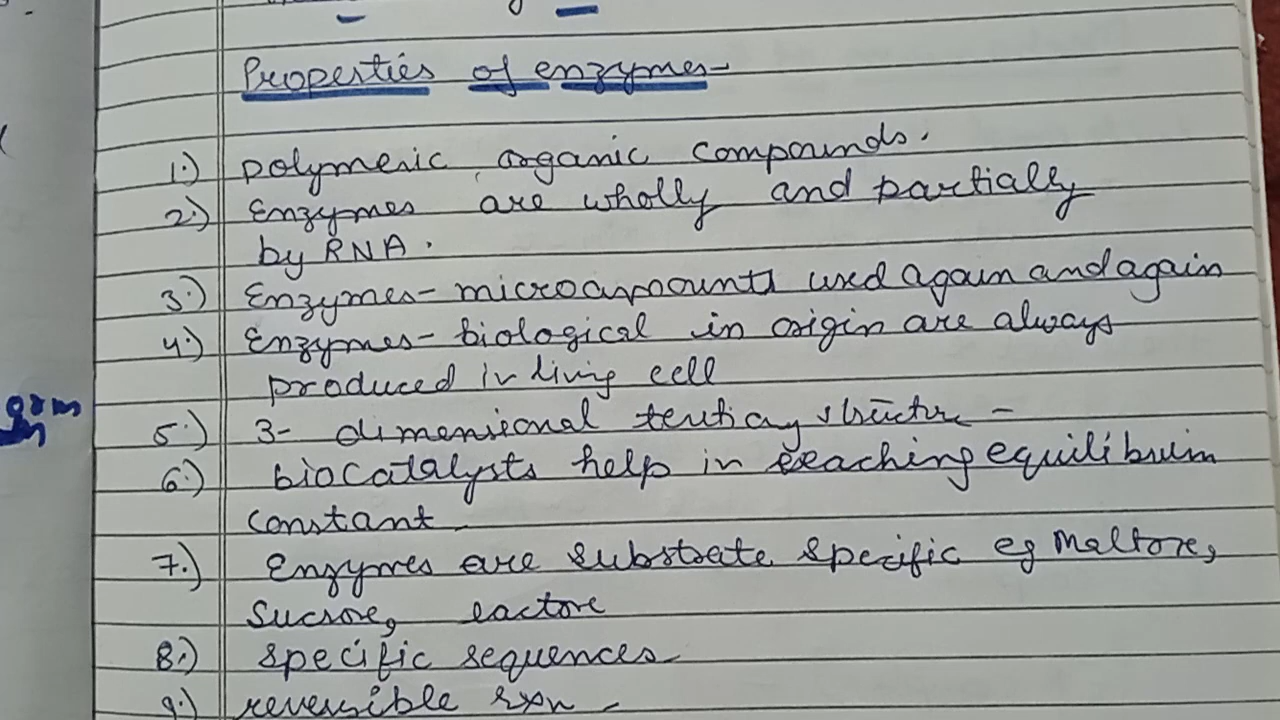 Properties of enzymes-
1.) polymeric organic compounds.
2.) Enzymes are wholly and partially
by RNA.
3.) Enzymes- microamounts used again and again
4.) Enzymes- biological in origin are always
produced in living cell
5.) 3- dimensional tertiay structure -
6.) biocatalysts help in reaching equilibrium
constant
7.) Enzymes are substrate specific eg Maltose,
Sucrose, lactose
8.) specific sequences
9.) reversible rxn -